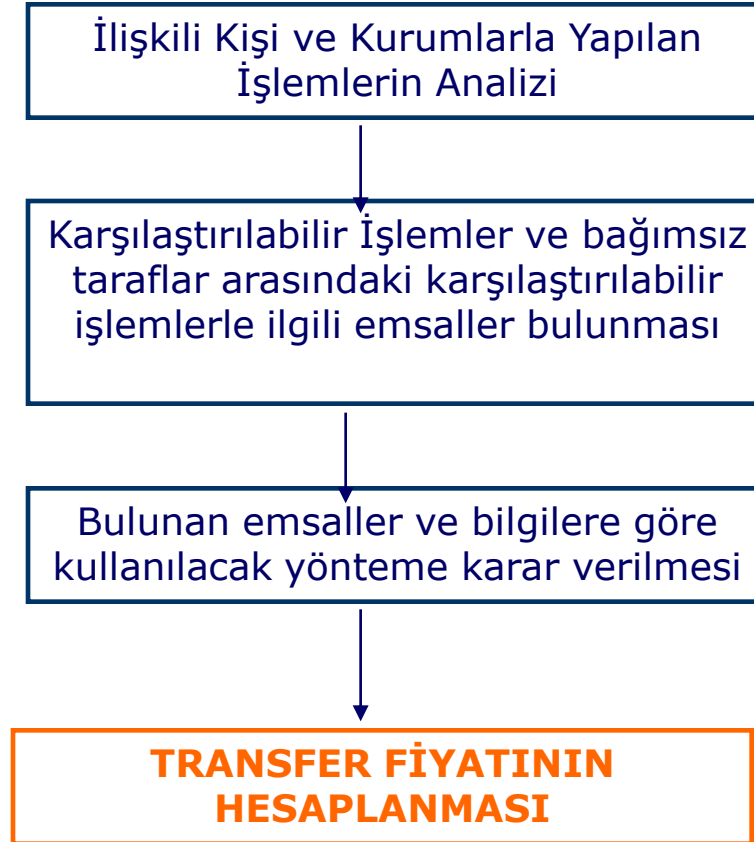 İlişkili Kişi ve Kurumlarla Yapılan
İşlemlerin Analizi
Karşılaştırılabilir İşlemler ve bağımsız
taraflar arasındaki karşılaştırılabilir
işlemlerle ilgili emsaller bulunması
Bulunan emsaller ve bilgilere göre
kullanılacak yönteme karar verilmesi
TRANSFER FİYATININ
HESAPLANMASI